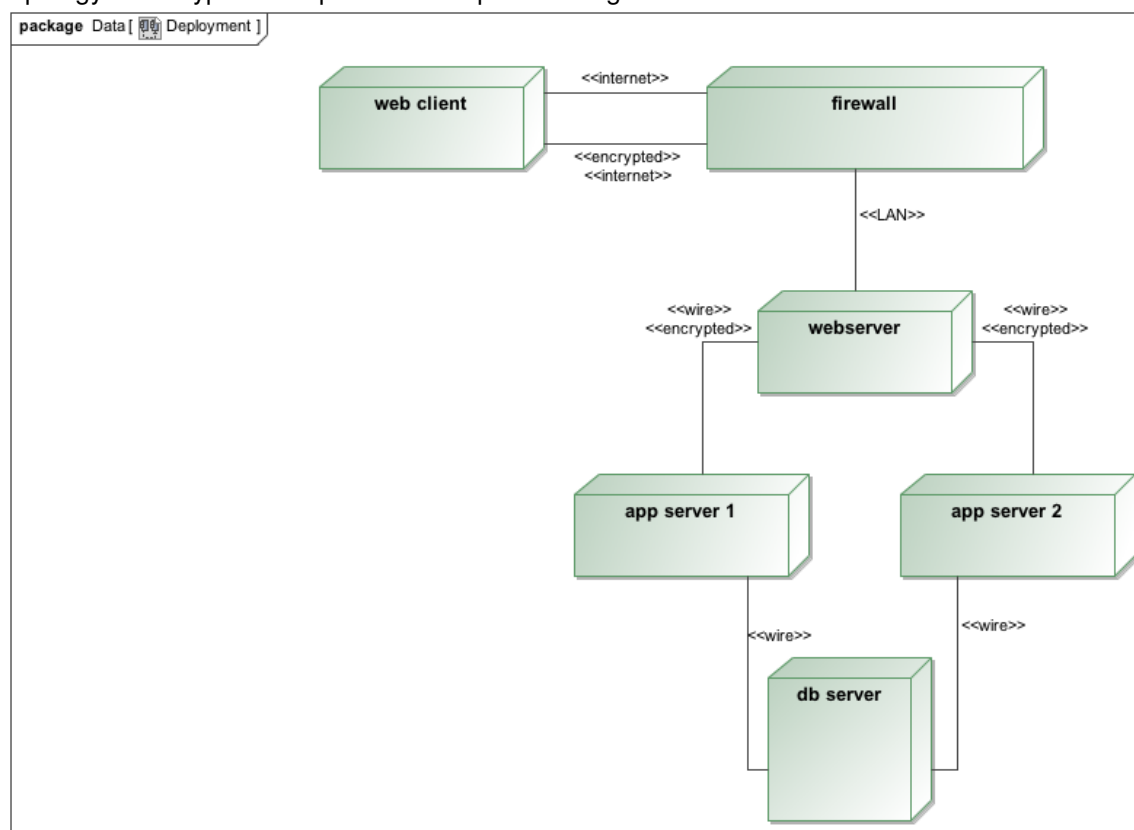 package Data [ Deployment ]
web client
<<internet>>
firewall
<<encrypted>>
<<internet>>
<<LAN>>
<<wire>>
<<encrypted>>
webserver
<<wire>>
<<encrypted>>
app server 1
app server 2
<<wire>>
<<wire>>
db server